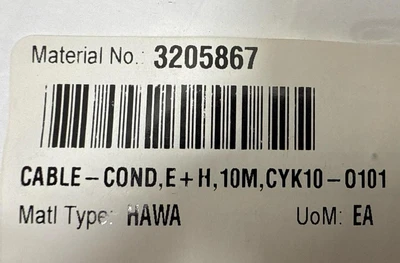 Material No.: 3205867
CABLE-COND,E+H,10M,CYK10-0101
Matl Type: HAWA UoM: EA